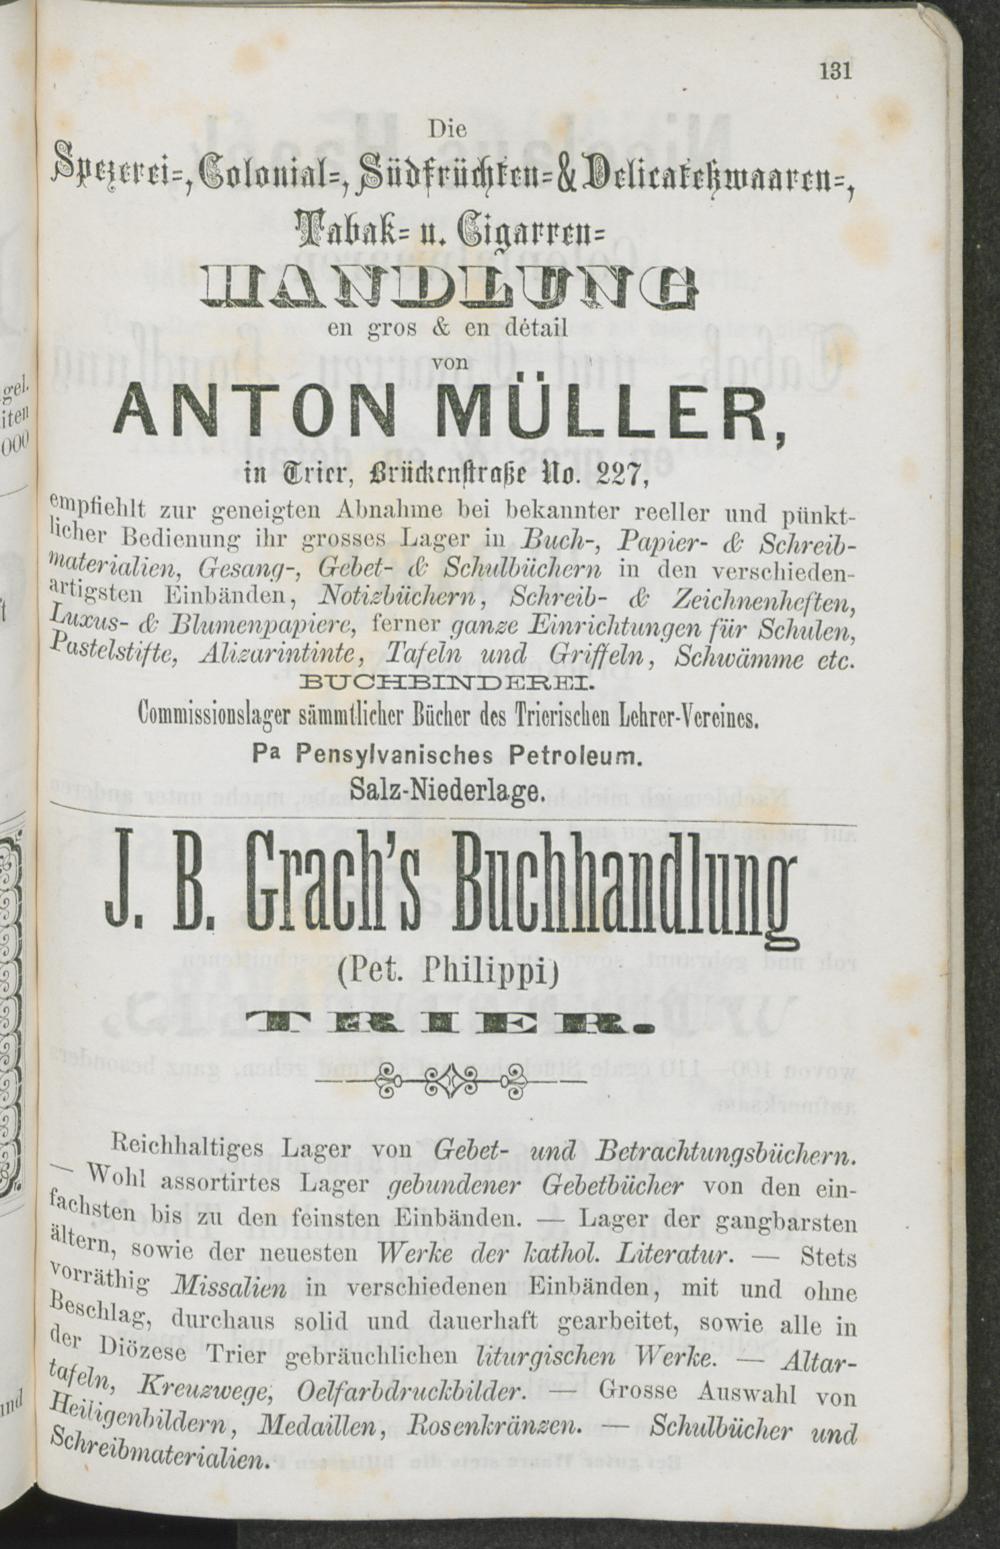 131
Die
Spezerei-, Colonial-, Südfrüchten- & Delicateßwaaren-,
Tabak- u. Cigarren-
HANDLUNG
en gros & en détail
von
ANTON MÜLLER,
in Trier, Brückenstraße No. 227,
empfiehlt zur geneigten Abnahme bei bekannter reeller und pünkt-
licher Bedienung ihr grosses Lager in Buch-, Papier- & Schreib-
materialien, Gesang-, Gebet- & Schulbüchern in den verschieden-
artigsten Einbänden, Notizbüchern, Schreib- & Zeichnenheften,
Luxus- & Blumenpapiere, ferner ganze Einrichtungen für Schulen,
Pastelstifte, Alizarintinte, Tafeln und Griffeln, Schwämme etc.
BUCHBINDEREI.
Commissionslager sämmtlicher Bücher des Trierischen Lehrer-Vereines.
Pa Pensylvanisches Petroleum.
Salz-Niederlage.
J. B. Grach's Buchhandlung
(Pet. Philippi)
TRIER.
Reichhaltiges Lager von Gebet- und Betrachtungsbüchern.
— Wohl assortirtes Lager gebundener Gebetbücher von den ein-
fachsten bis zu den feinsten Einbänden. — Lager der gangbarsten
ältern, sowie der neuesten Werke der kathol. Literatur. — Stets
vorräthig Missalien in verschiedenen Einbänden, mit und ohne
Beschlag, durchaus solid und dauerhaft gearbeitet, sowie alle in
der Diözese Trier gebräuchlichen liturgischen Werke. — Altar-
tafeln, Kreuzwege, Oelfarbdruckbilder. — Grosse Auswahl von
Heiligenbildern, Medaillen, Rosenkränzen. — Schulbücher und
Schreibmaterialien.
gel.
iten
000